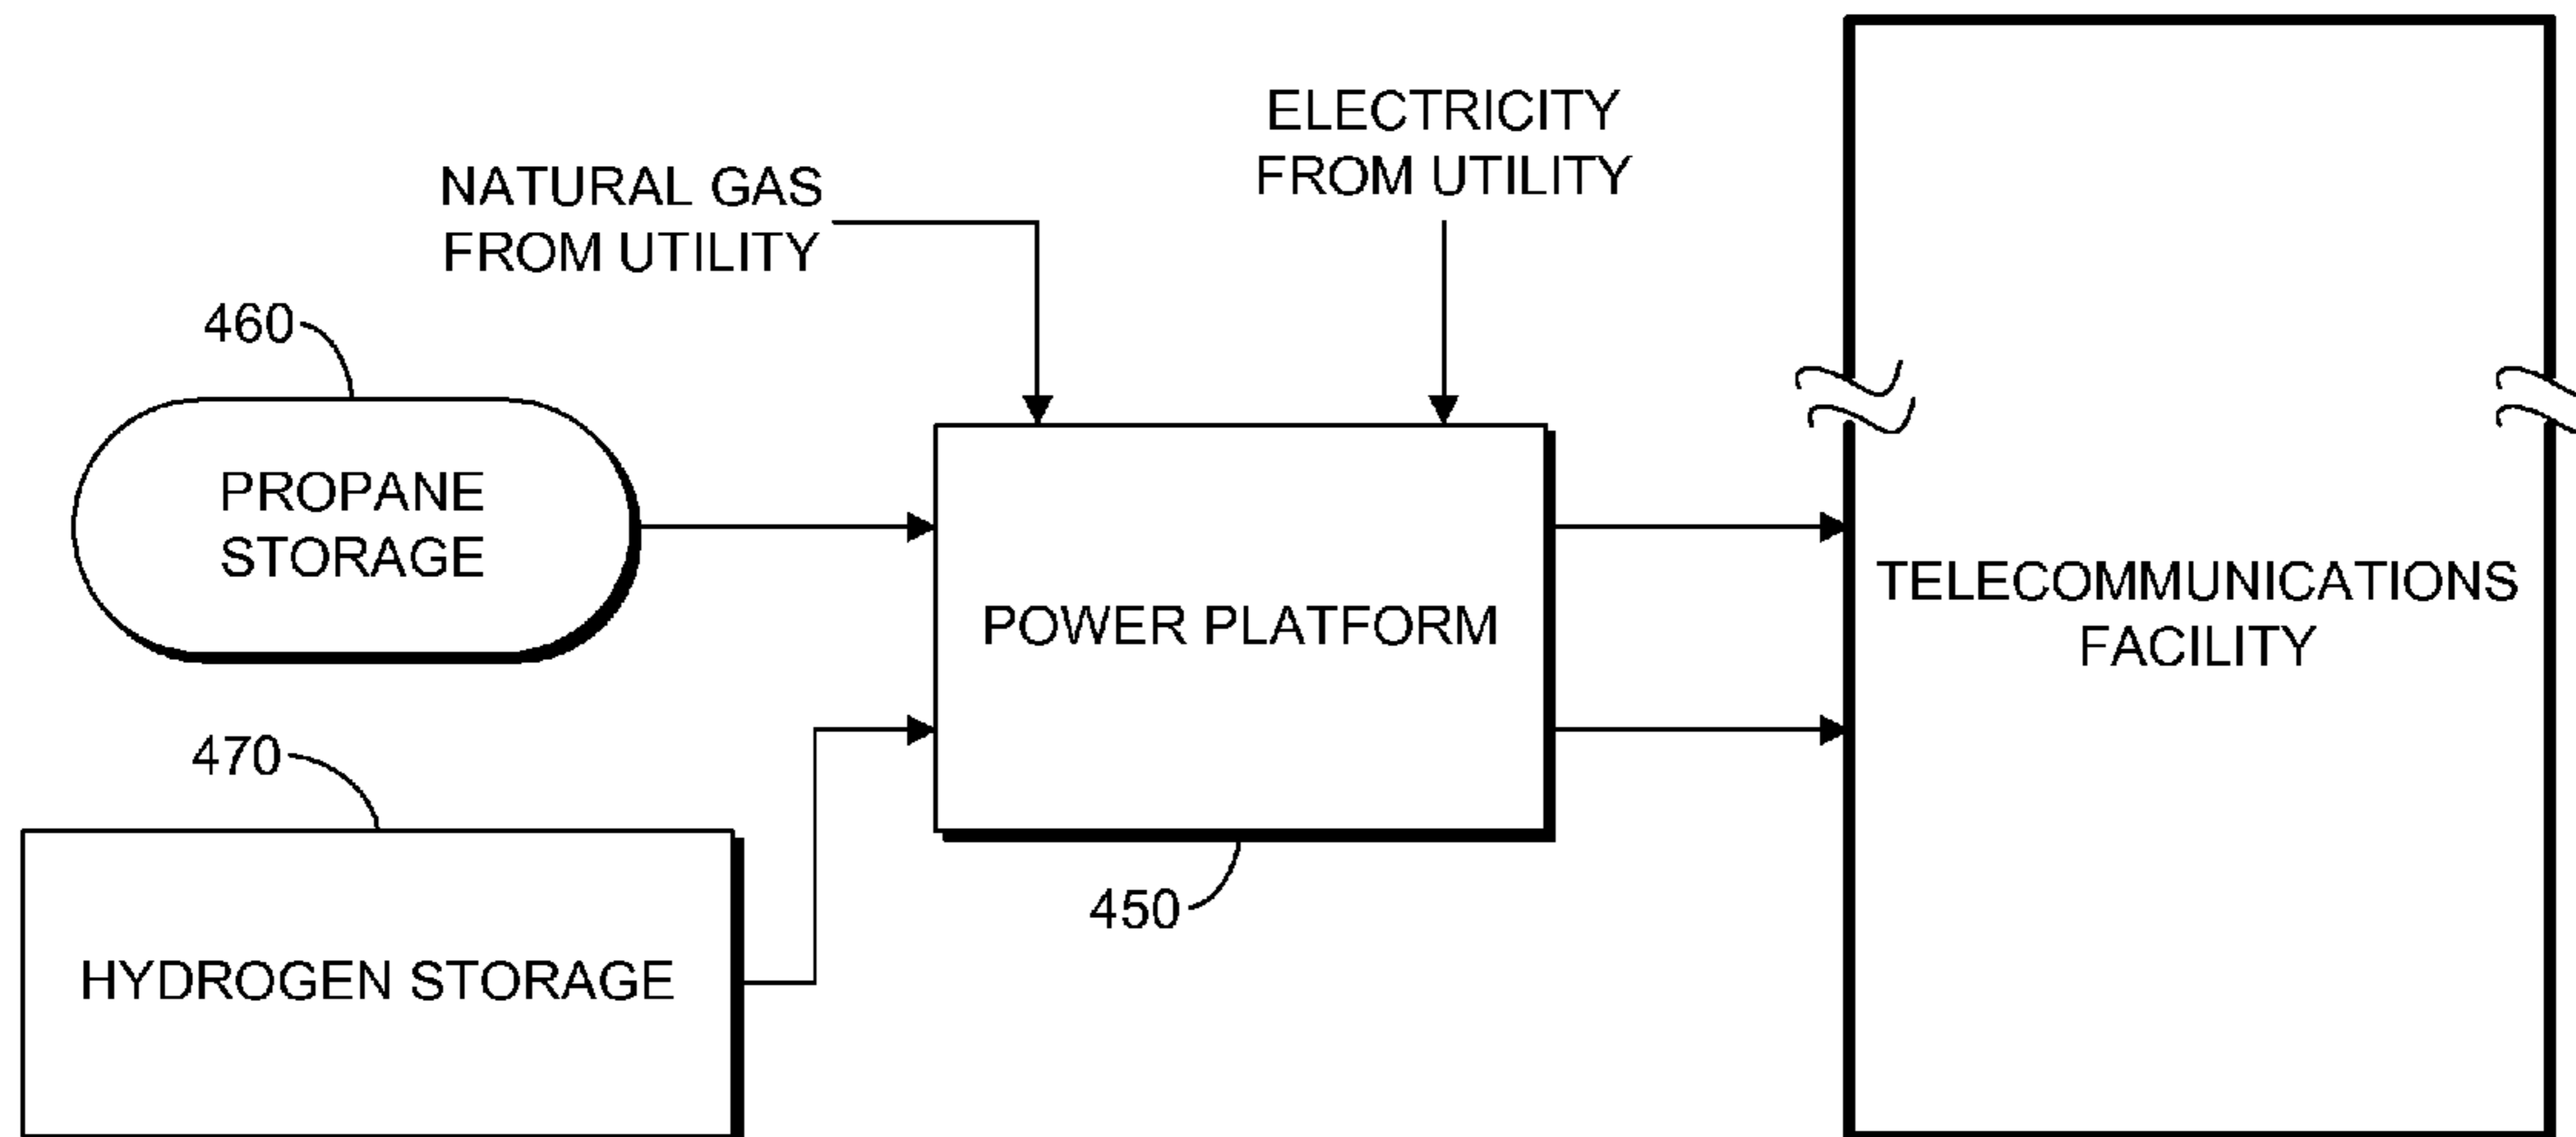 ELECTRICITY
FROM UTILITY
NATURAL GAS
FROM UTILITY
460
PROPANE
STORAGE
POWER PLATFORM
TELECOMMUNICATIONS
FACILITY
470
450
HYDROGEN STORAGE